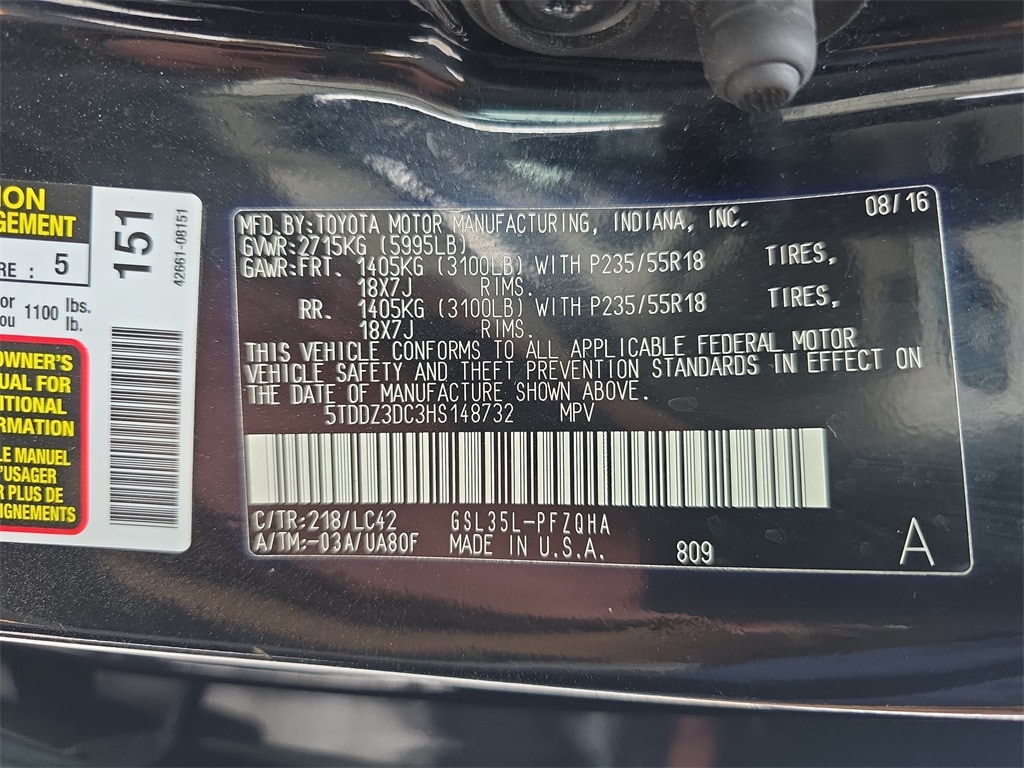 ION
GEMENT
RE : 5
or 1100 lbs.
ou lb.
OWNER'S
UAL FOR
ITIONAL
ORMATION
LE MANUEL
'USAGER
R PLUS DE
IGNEMENTS
151
42661-08151
08/16
MFD.BY:TOYOTA MOTOR MANUFACTURING, INDIANA, INC.
GVWR:2715KG (5995LB)
GAWR:FRT. 1405KG (3100LB) WITH P235/55R18 TIRES,
18X7J RIMS.
RR. 1405KG (3100LB) WITH P235/55R18 TIRES,
18X7J RIMS.
THIS VEHICLE CONFORMS TO ALL APPLICABLE FEDERAL MOTOR
VEHICLE SAFETY AND THEFT PREVENTION STANDARDS IN EFFECT ON
THE DATE OF MANUFACTURE SHOWN ABOVE.
5TDDZ3DC3HS148732 MPV
C/TR:218/LC42 GSL35L-PFZQHA
A/TM:-03A/UA80F MADE IN U.S.A. 809 A